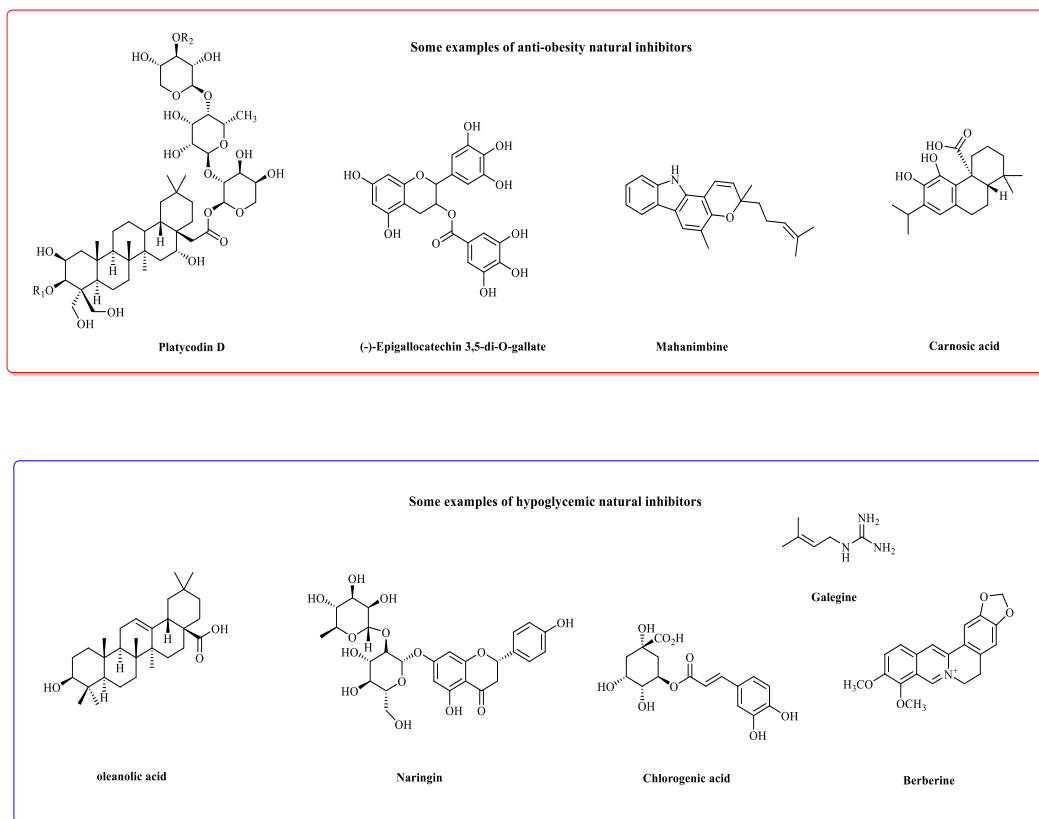 Some examples of anti-obesity natural inhibitors
OR2
HO
OH
O
O
HO
CH3
O
HO
O
O
OH
OH
O
O
O
HO
H
H
OH
R1
O
H
OH
OH
Platycodin D
OH
OH
HO
O
OH
O
OH
O
OH
OH
OH
(-)-Epigallocatechin 3,5-di-O-gallate
H
N
O
Mahanimbine
O
HO
OH
HO
H
Carnosic acid
Some examples of hypoglycemic natural inhibitors
NH2
N
H
NH2
Galegine
OH
O
H
H
HO
H
oleanolic acid
OH
HO
OH
O
H
O
HO
O
O
HO
O
OH
OH
O
OH
Naringin
OH
HO
CO2H
O
HO
O
OH
OH
OH
Chlorogenic acid
O
O
N+
H3CO
OCH3
Berberine